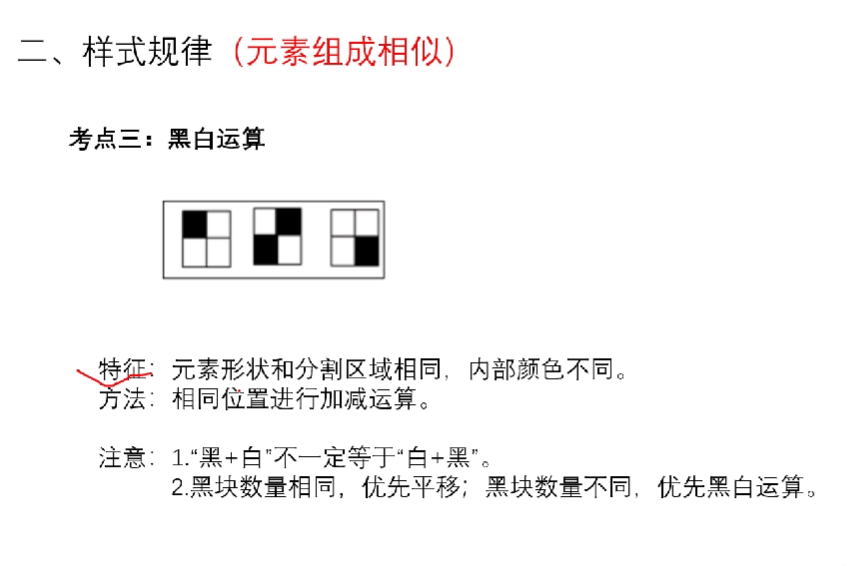 二、样式规律（元素组成相似）
考点三：黑白运算
特征：元素形状和分割区域相同，内部颜色不同。
方法：相同位置进行加减运算。
注意：1.“黑+白”不一定等于“白+黑”。
2.黑块数量相同，优先平移；黑块数量不同，优先黑白运算。